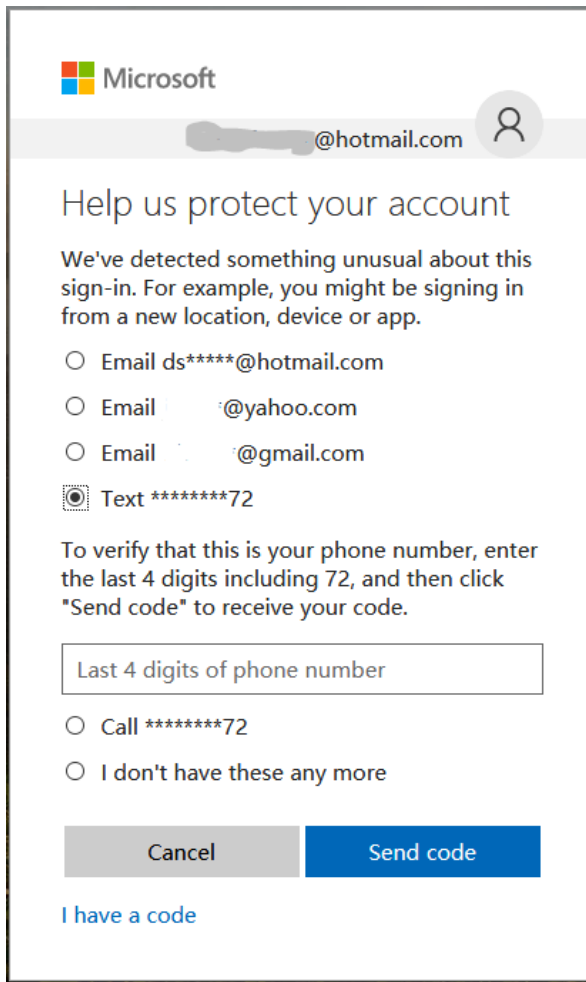 Microsoft
@hotmail.com
Help us protect your account
We've detected something unusual about this
sign-in. For example, you might be signing in
from a new location, device or app.
Email ds*****@hotmail.com
Email @yahoo.com
Email @gmail.com
Text ********72
To verify that this is your phone number, enter
the last 4 digits including 72, and then click
"Send code" to receive your code.
Last 4 digits of phone number
Call ********72
I don't have these any more
Cancel Send code
I have a code